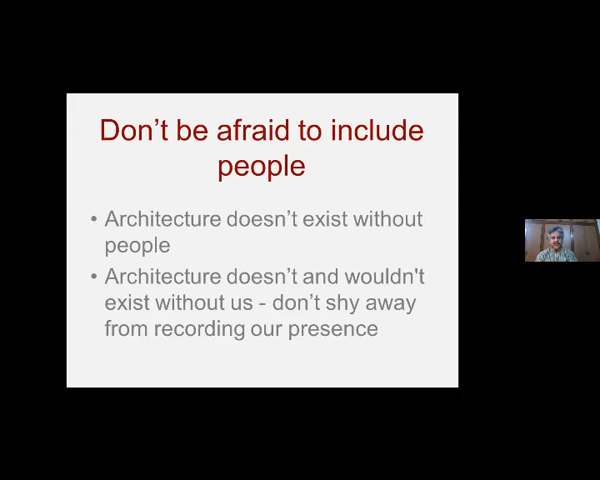 Don’t be afraid to include
people
• Architecture doesn’t exist without
people
• Architecture doesn’t and wouldn't
exist without us - don’t shy away
from recording our presence